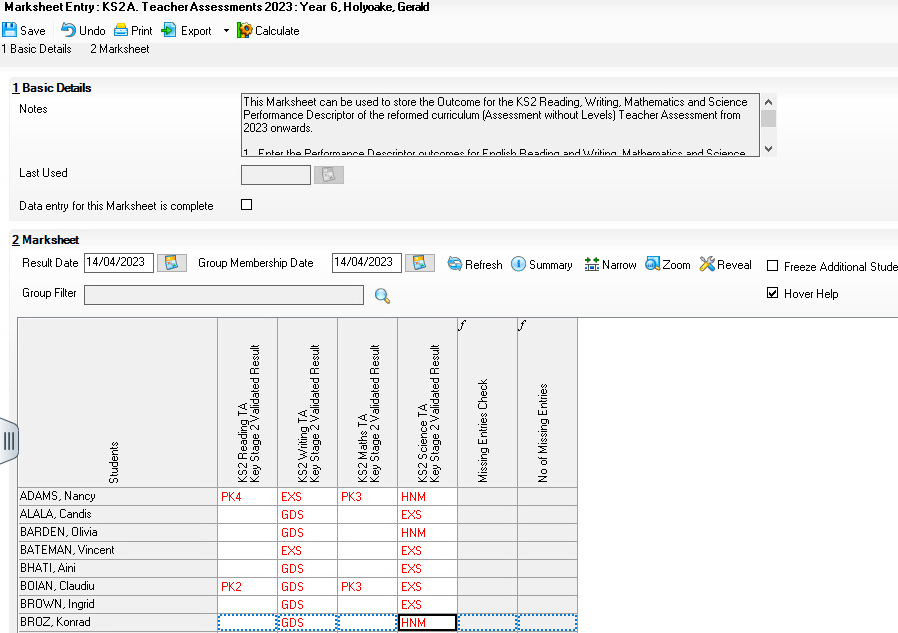 Marksheet Entry : KS2 A. Teacher Assessments 2023 : Year 6, Holyoake, Gerald
Save Undo Print Export Calculate
1 Basic Details 2 Marksheet
1 Basic Details
Notes
This Marksheet can be used to store the Outcome for the KS2 Reading, Writing, Mathematics and Science
Performance Descriptor of the reformed curriculum (Assessment without Levels) Teacher Assessment from
2023 onwards.
1. Enter the Performance Descriptor outcomes for English Reading and Writing, Mathematics and Science
Last Used
Data entry for this Marksheet is complete
2 Marksheet
Result Date 14/04/2023 Group Membership Date 14/04/2023 Refresh Summary Narrow Zoom Reveal Freeze Additional Stude
Group Filter Hover Help
f f
Students
KS2 Reading TA
Key Stage 2 Validated Result
KS2 Writing TA
Key Stage 2 Validated Result
KS2 Maths TA
Key Stage 2 Validated Result
KS2 Science TA
Key Stage 2 Validated Result
Missing Entries Check
No of Missing Entries
ADAMS, Nancy PK4 EXS PK3 HNM
ALALA, Candis GDS EXS
BARDEN, Olivia GDS HNM
BATEMAN, Vincent EXS EXS
BHATI, Aini GDS EXS
BOIAN, Claudiu PK2 GDS PK3 EXS
BROWN, Ingrid GDS EXS
BROZ, Konrad GDS HNM